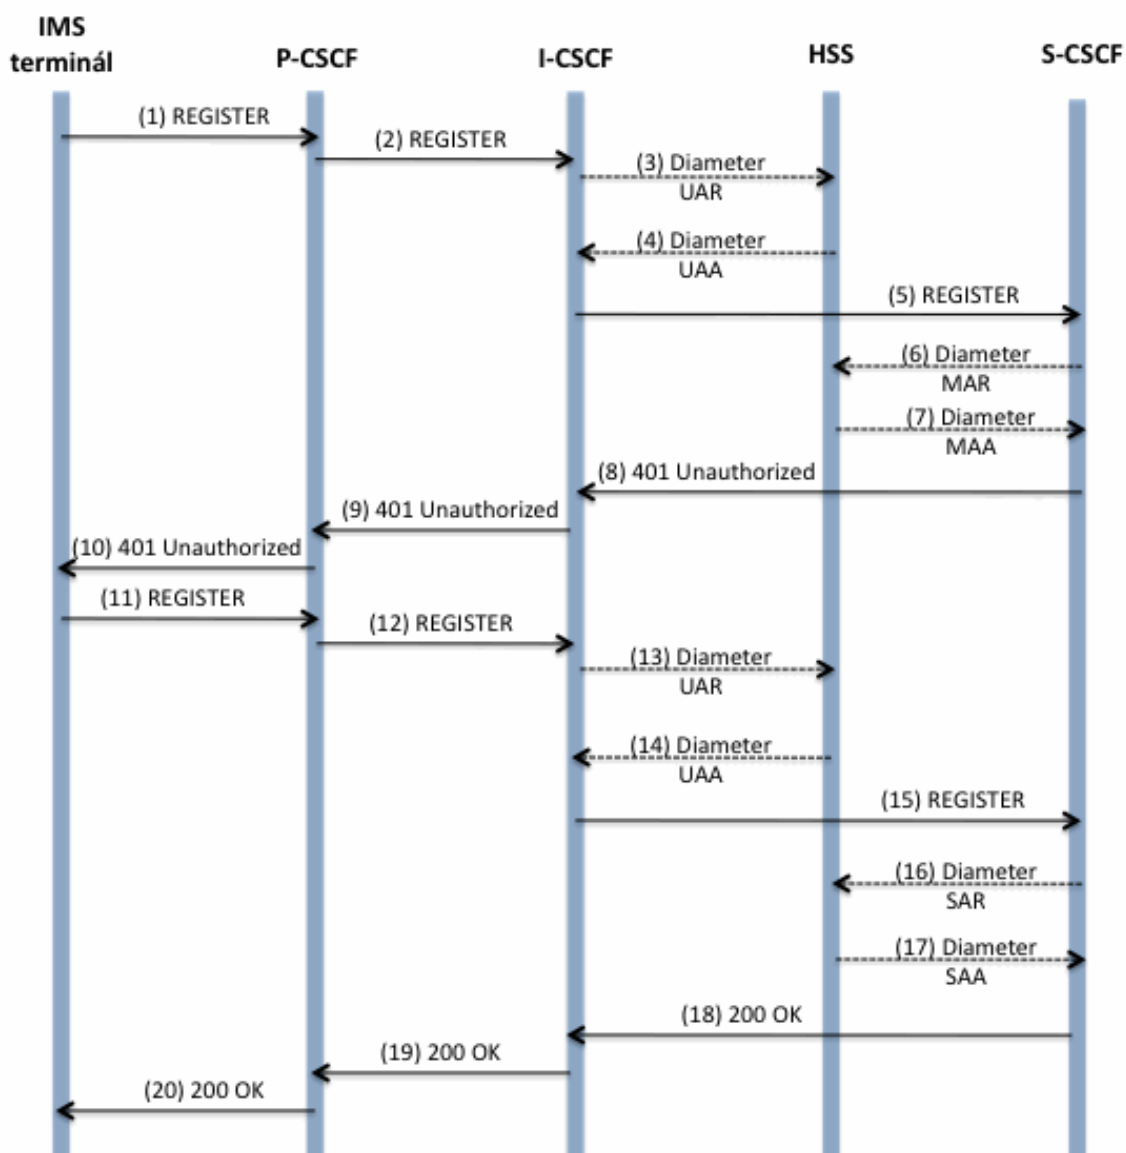 IMS
terminál
P-CSCF
I-CSCF
HSS
S-CSCF
(1) REGISTER
(2) REGISTER
(3) Diameter
UAR
(4) Diameter
UAA
(5) REGISTER
(6) Diameter
MAR
(7) Diameter
MAA
(8) 401 Unauthorized
(9) 401 Unauthorized
(10) 401 Unauthorized
(11) REGISTER
(12) REGISTER
(13) Diameter
UAR
(14) Diameter
UAA
(15) REGISTER
(16) Diameter
SAR
(17) Diameter
SAA
(18) 200 OK
(19) 200 OK
(20) 200 OK